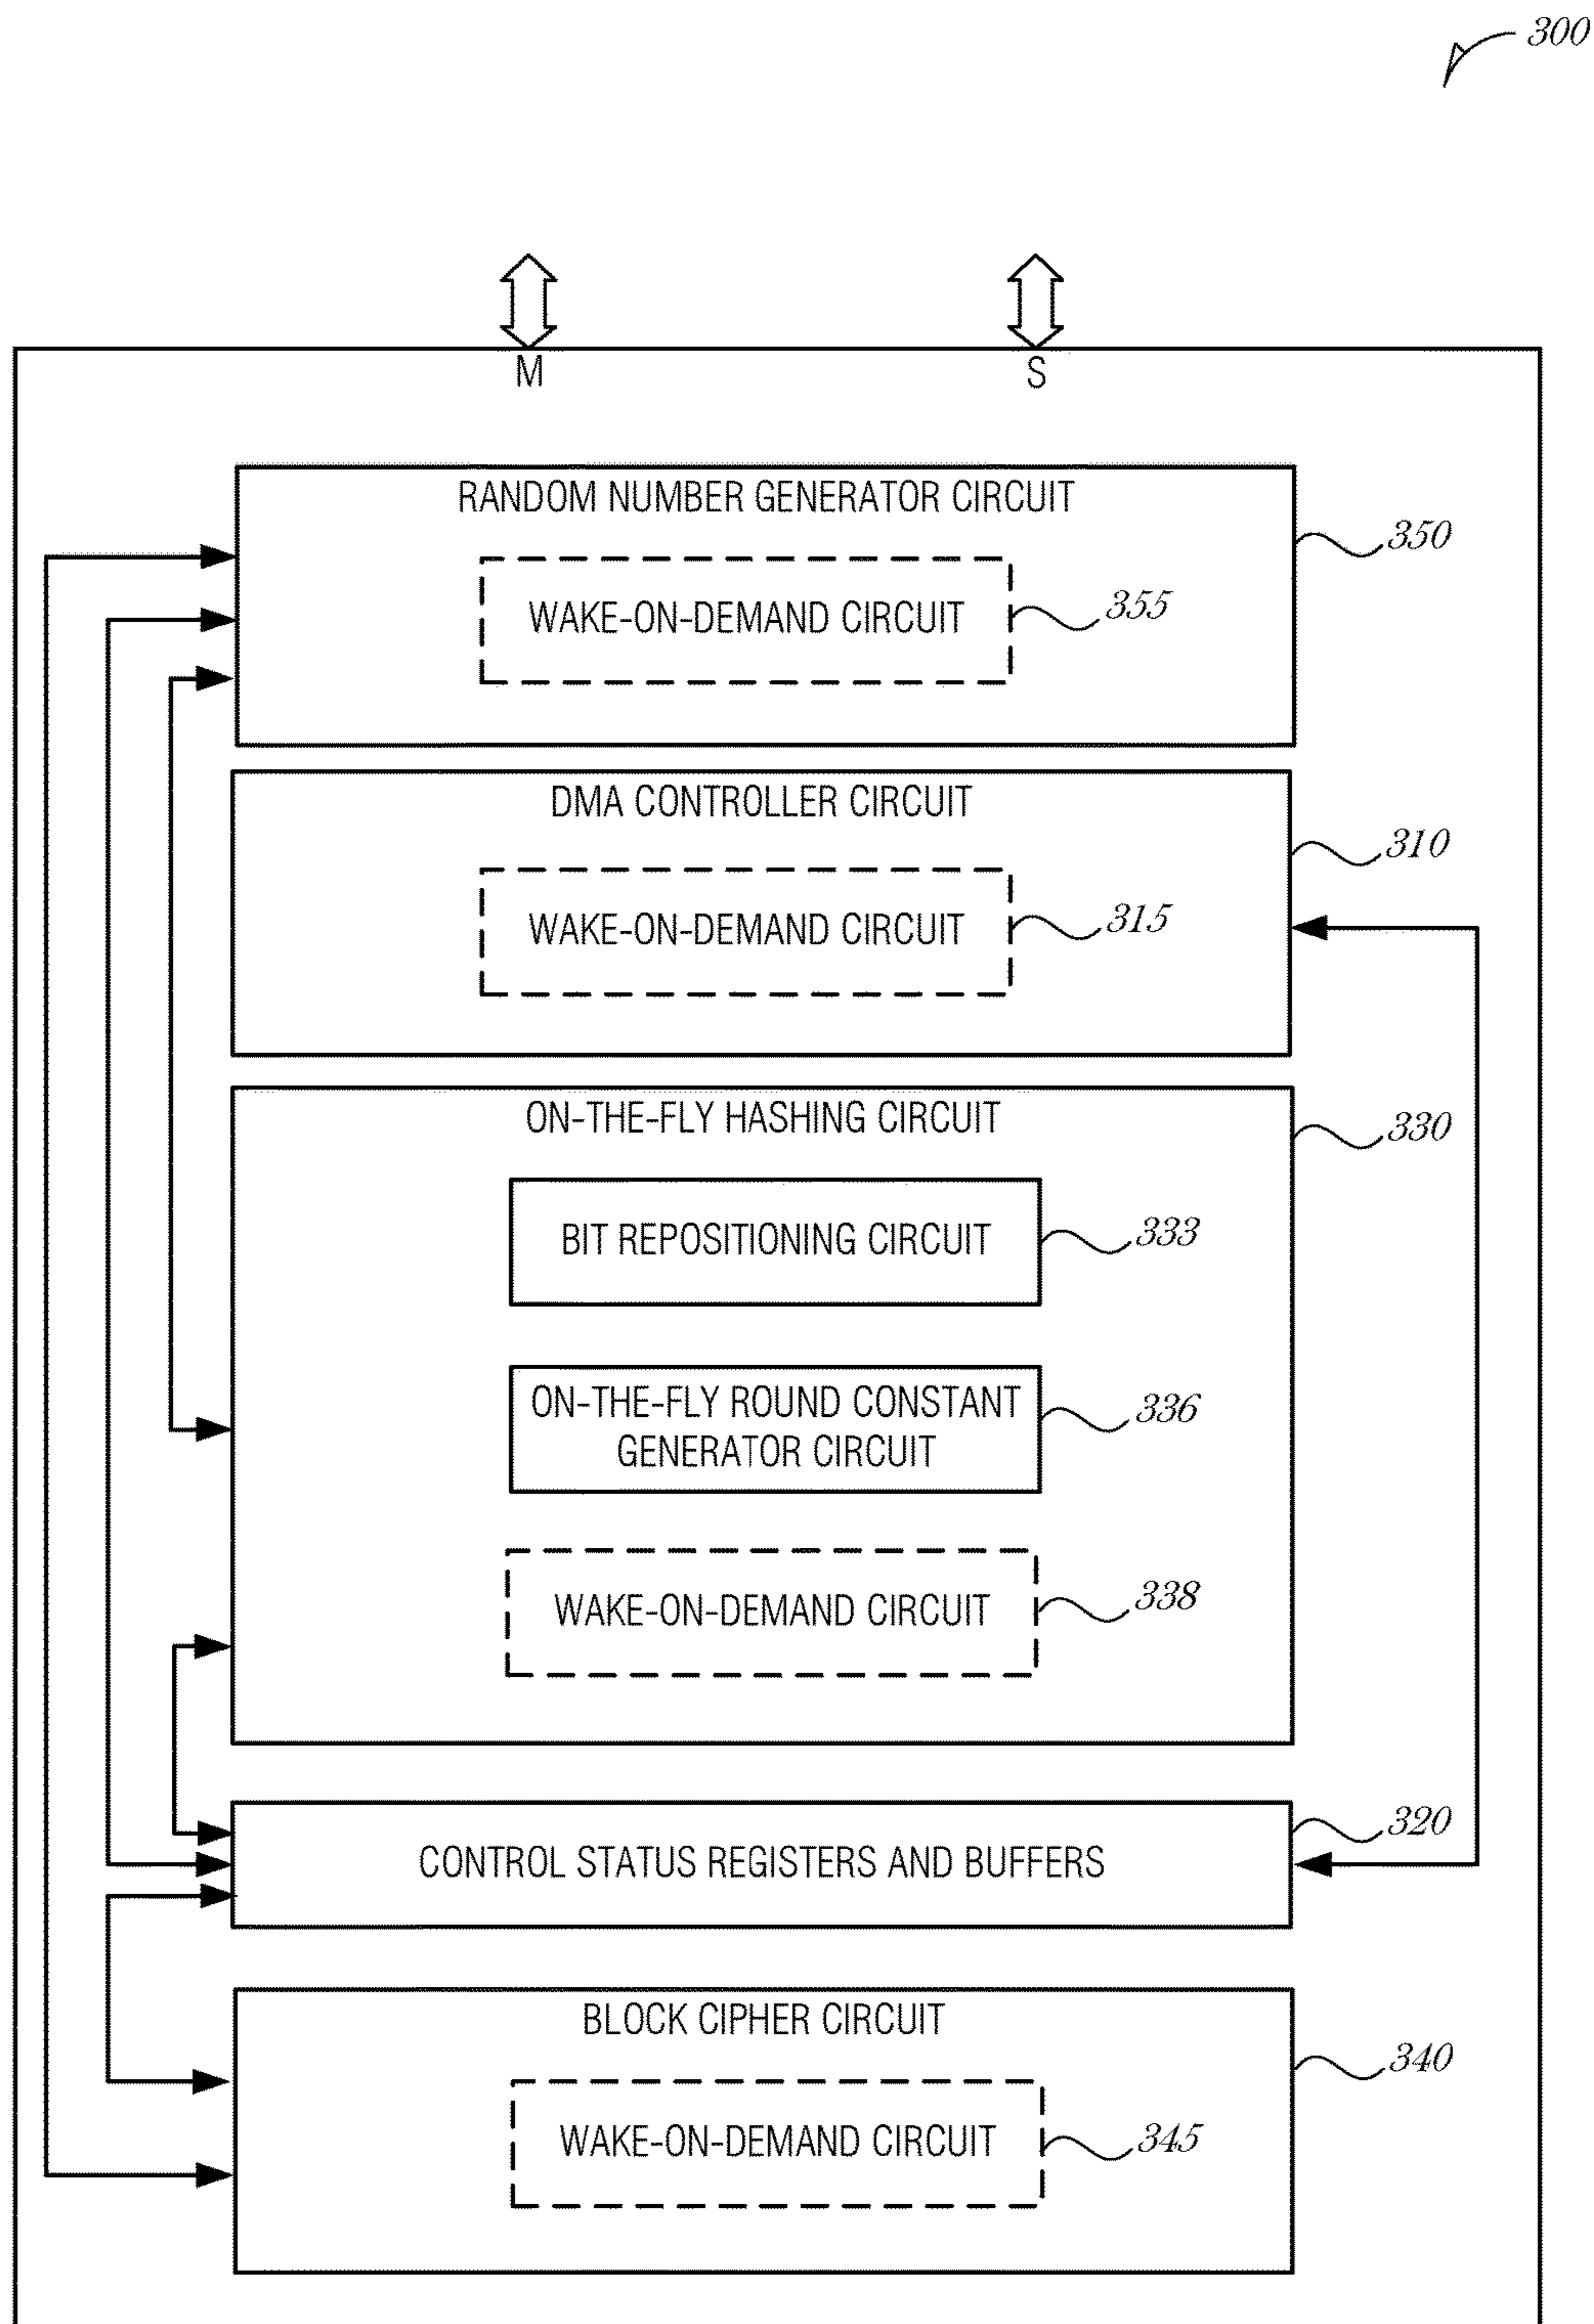 300
M
S
RANDOM NUMBER GENERATOR CIRCUIT
350
WAKE-ON-DEMAND CIRCUIT
355
DMA CONTROLLER CIRCUIT
310
WAKE-ON-DEMAND CIRCUIT
315
ON-THE-FLY HASHING CIRCUIT
330
BIT REPOSITIONING CIRCUIT
333
ON-THE-FLY ROUND CONSTANT
GENERATOR CIRCUIT
336
WAKE-ON-DEMAND CIRCUIT
338
CONTROL STATUS REGISTERS AND BUFFERS
320
BLOCK CIPHER CIRCUIT
340
WAKE-ON-DEMAND CIRCUIT
345